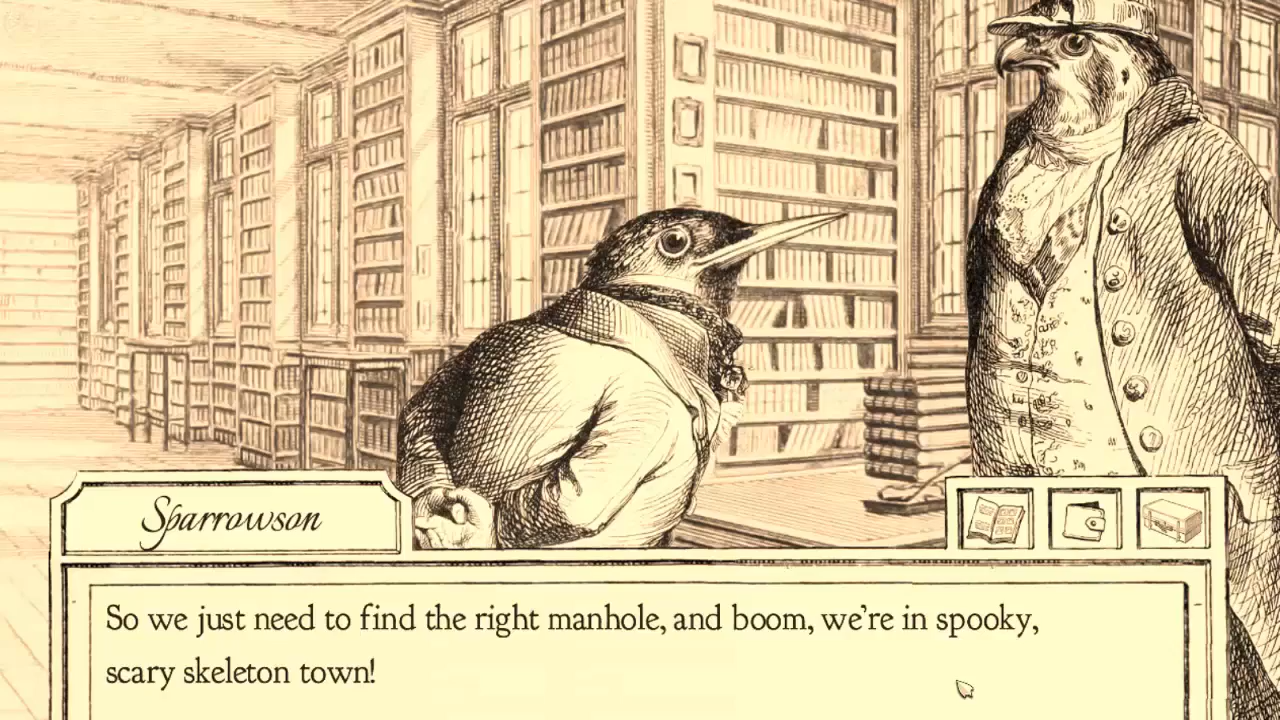 Sparrowson
So we just need to find the right manhole, and boom, we're in spooky,
scary skeleton town!